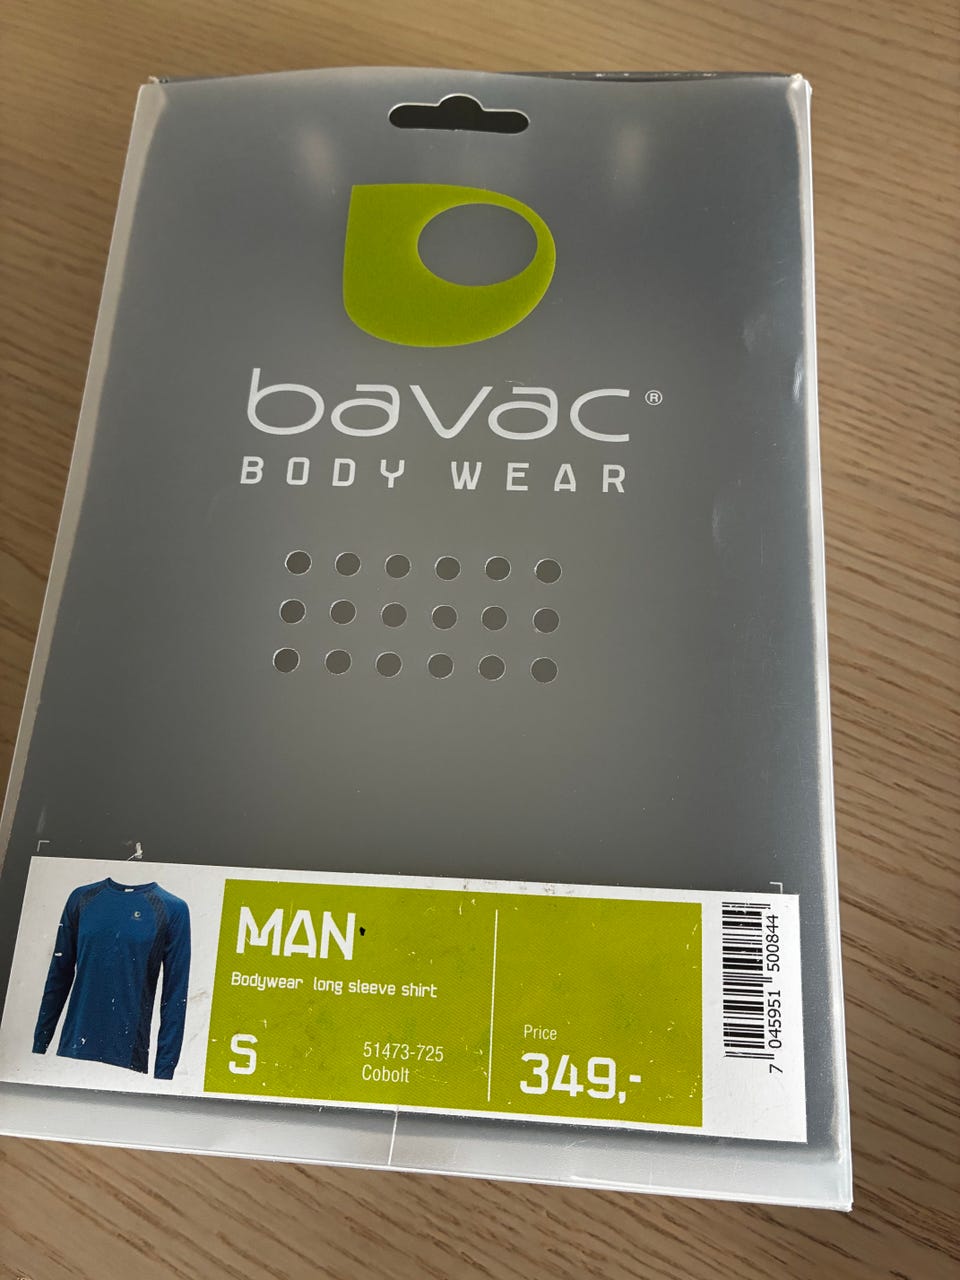 bavac®
BODY WEAR
MAN
Bodywear long sleeve shirt
S
51473-725
Cobolt
Price
349,-
7 045951 500844